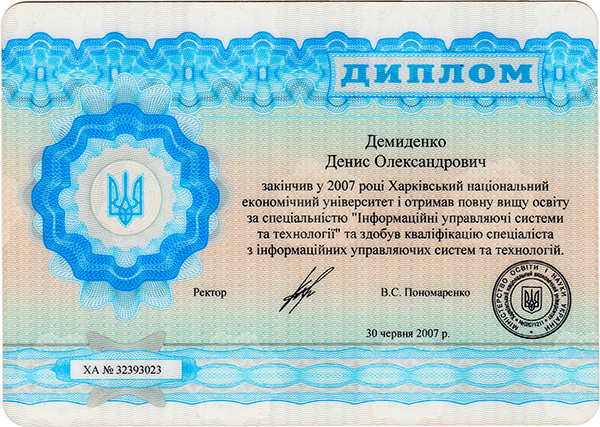 ДИПЛОМ
Демиденко
Денис Олександрович
закінчив у 2007 році Харківський національний
економічний університет і отримав повну вищу освіту
за спеціальністю "Інформаційні управляючі системи
та технології" та здобув кваліфікацію спеціаліста
з інформаційних управляючих систем та технологій.
Ректор
В.С. Пономаренко
МІНІСТЕРСТВО ОСВІТИ І НАУКИ УКРАЇНИ
30 червня 2007 р.
ХА № 32393023